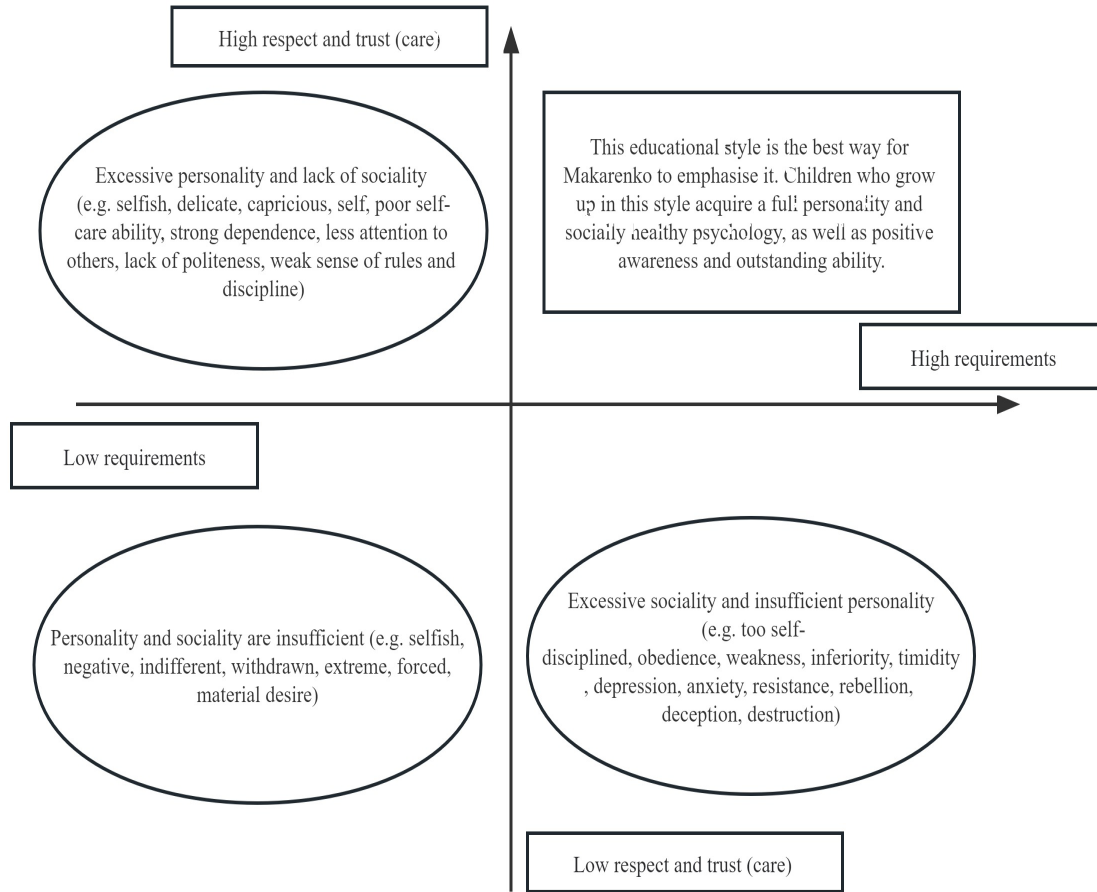 High respect and trust (care)
Excessive personality and lack of sociality
(e.g. selfish, delicate, capricious, self, poor self-
care ability, strong dependence, less attention to
others, lack of politeness, weak sense of rules and
discipline)
This educational style is the best way for
Makarenko to emphasise it. Children who grow
up in this style acquire a full personality and
socially healthy psychology, as well as positive
awareness and outstanding ability.
High requirements
Low requirements
Personality and sociality are insufficient (e.g. selfish,
negative, indifferent, withdrawn, extreme, forced,
material desire)
Excessive sociality and insufficient personality
(e.g. too self-
disciplined, obedience, weakness, inferiority, timidity
, depression, anxiety, resistance, rebellion,
deception, destruction)
Low respect and trust (care)